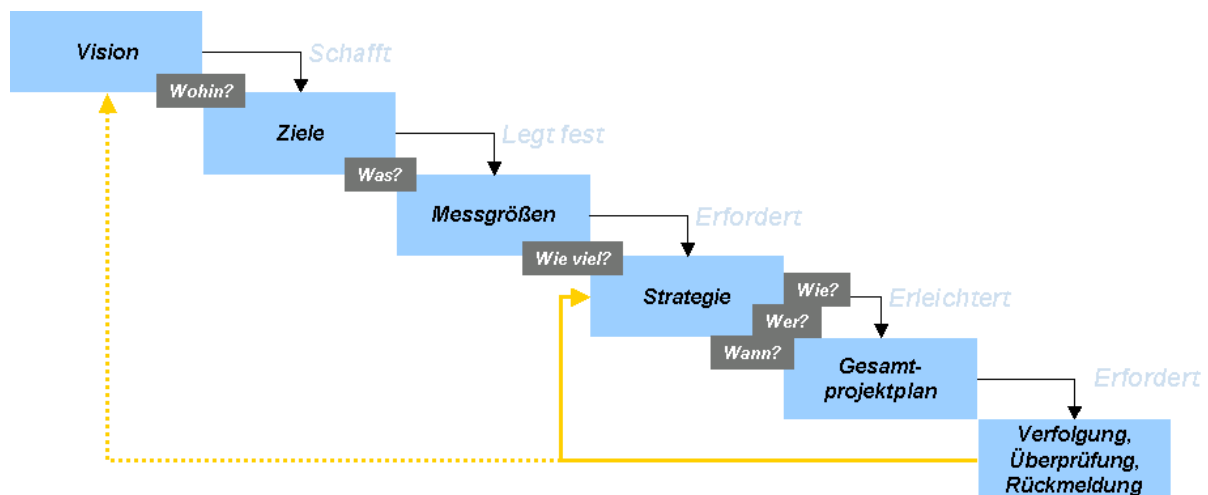 Vision
Schafft
Wohin?
Ziele
Legt fest
Was?
Messgrößen
Erfordert
Wie viel?
Strategie
Wie?
Erleichtert
Wer?
Wann?
Gesamt-
projektplan
Erfordert
Verfolgung,
Überprüfung,
Rückmeldung